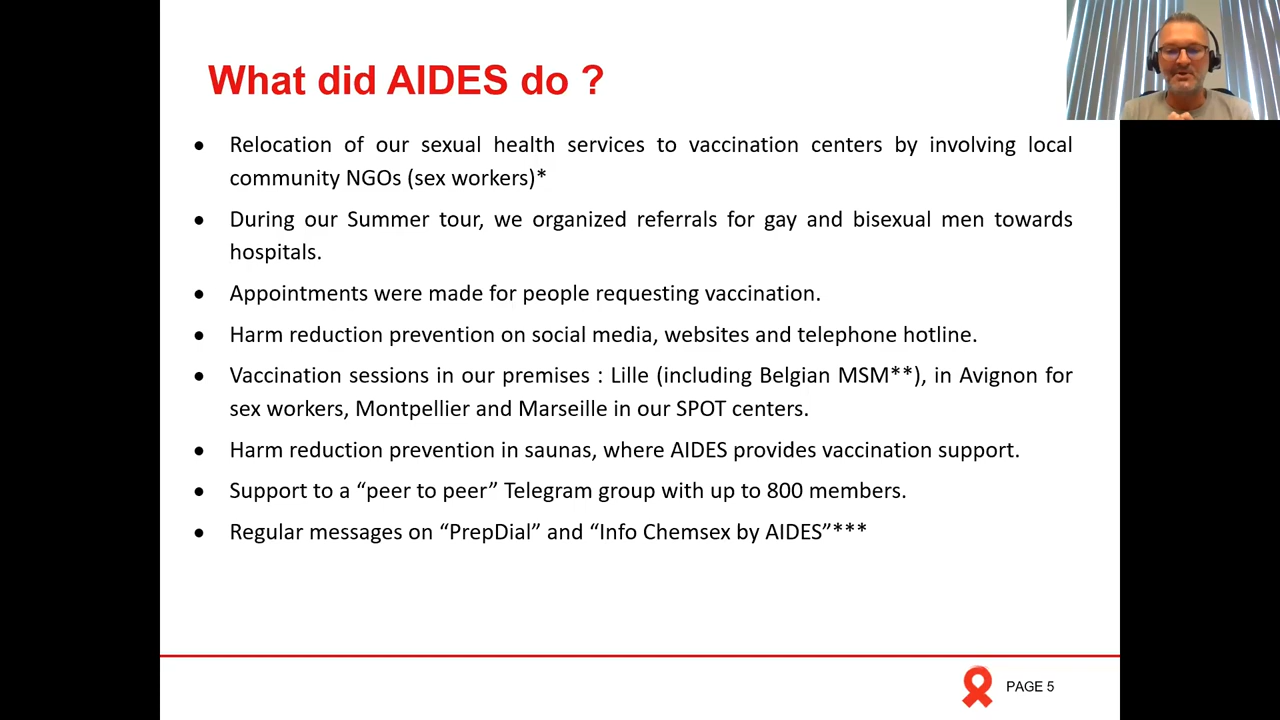 What did AIDES do ?
• Relocation of our sexual health services to vaccination centers by involving local
community NGOs (sex workers)*
• During our Summer tour, we organized referrals for gay and bisexual men towards
hospitals.
• Appointments were made for people requesting vaccination.
• Harm reduction prevention on social media, websites and telephone hotline.
• Vaccination sessions in our premises : Lille (including Belgian MSM**), in Avignon for
sex workers, Montpellier and Marseille in our SPOT centers.
• Harm reduction prevention in saunas, where AIDES provides vaccination support.
• Support to a “peer to peer” Telegram group with up to 800 members.
• Regular messages on “PrepDial” and “Info Chemsex by AIDES”***
PAGE 5